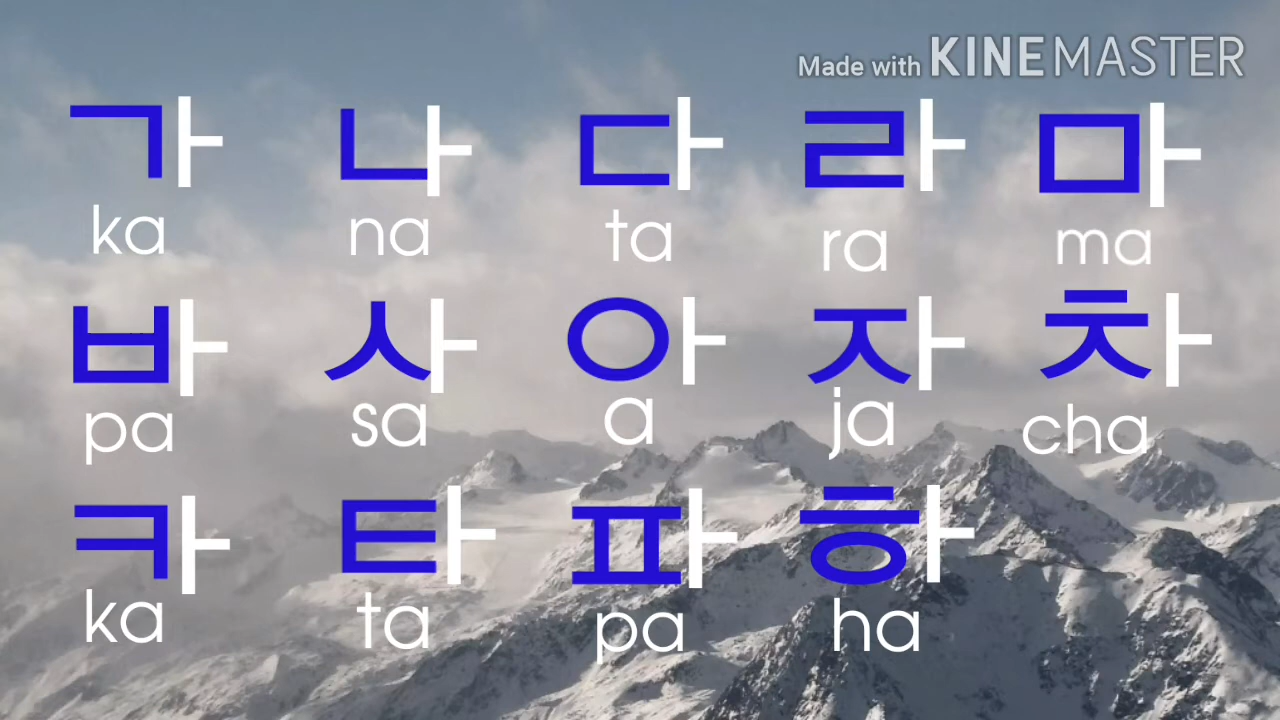 Made with KINEMASTER
가 나 다 라 마
ka na ta ra ma
바 사 아 자 차
pa sa a ja cha
카 타 파 하
ka ta pa ha